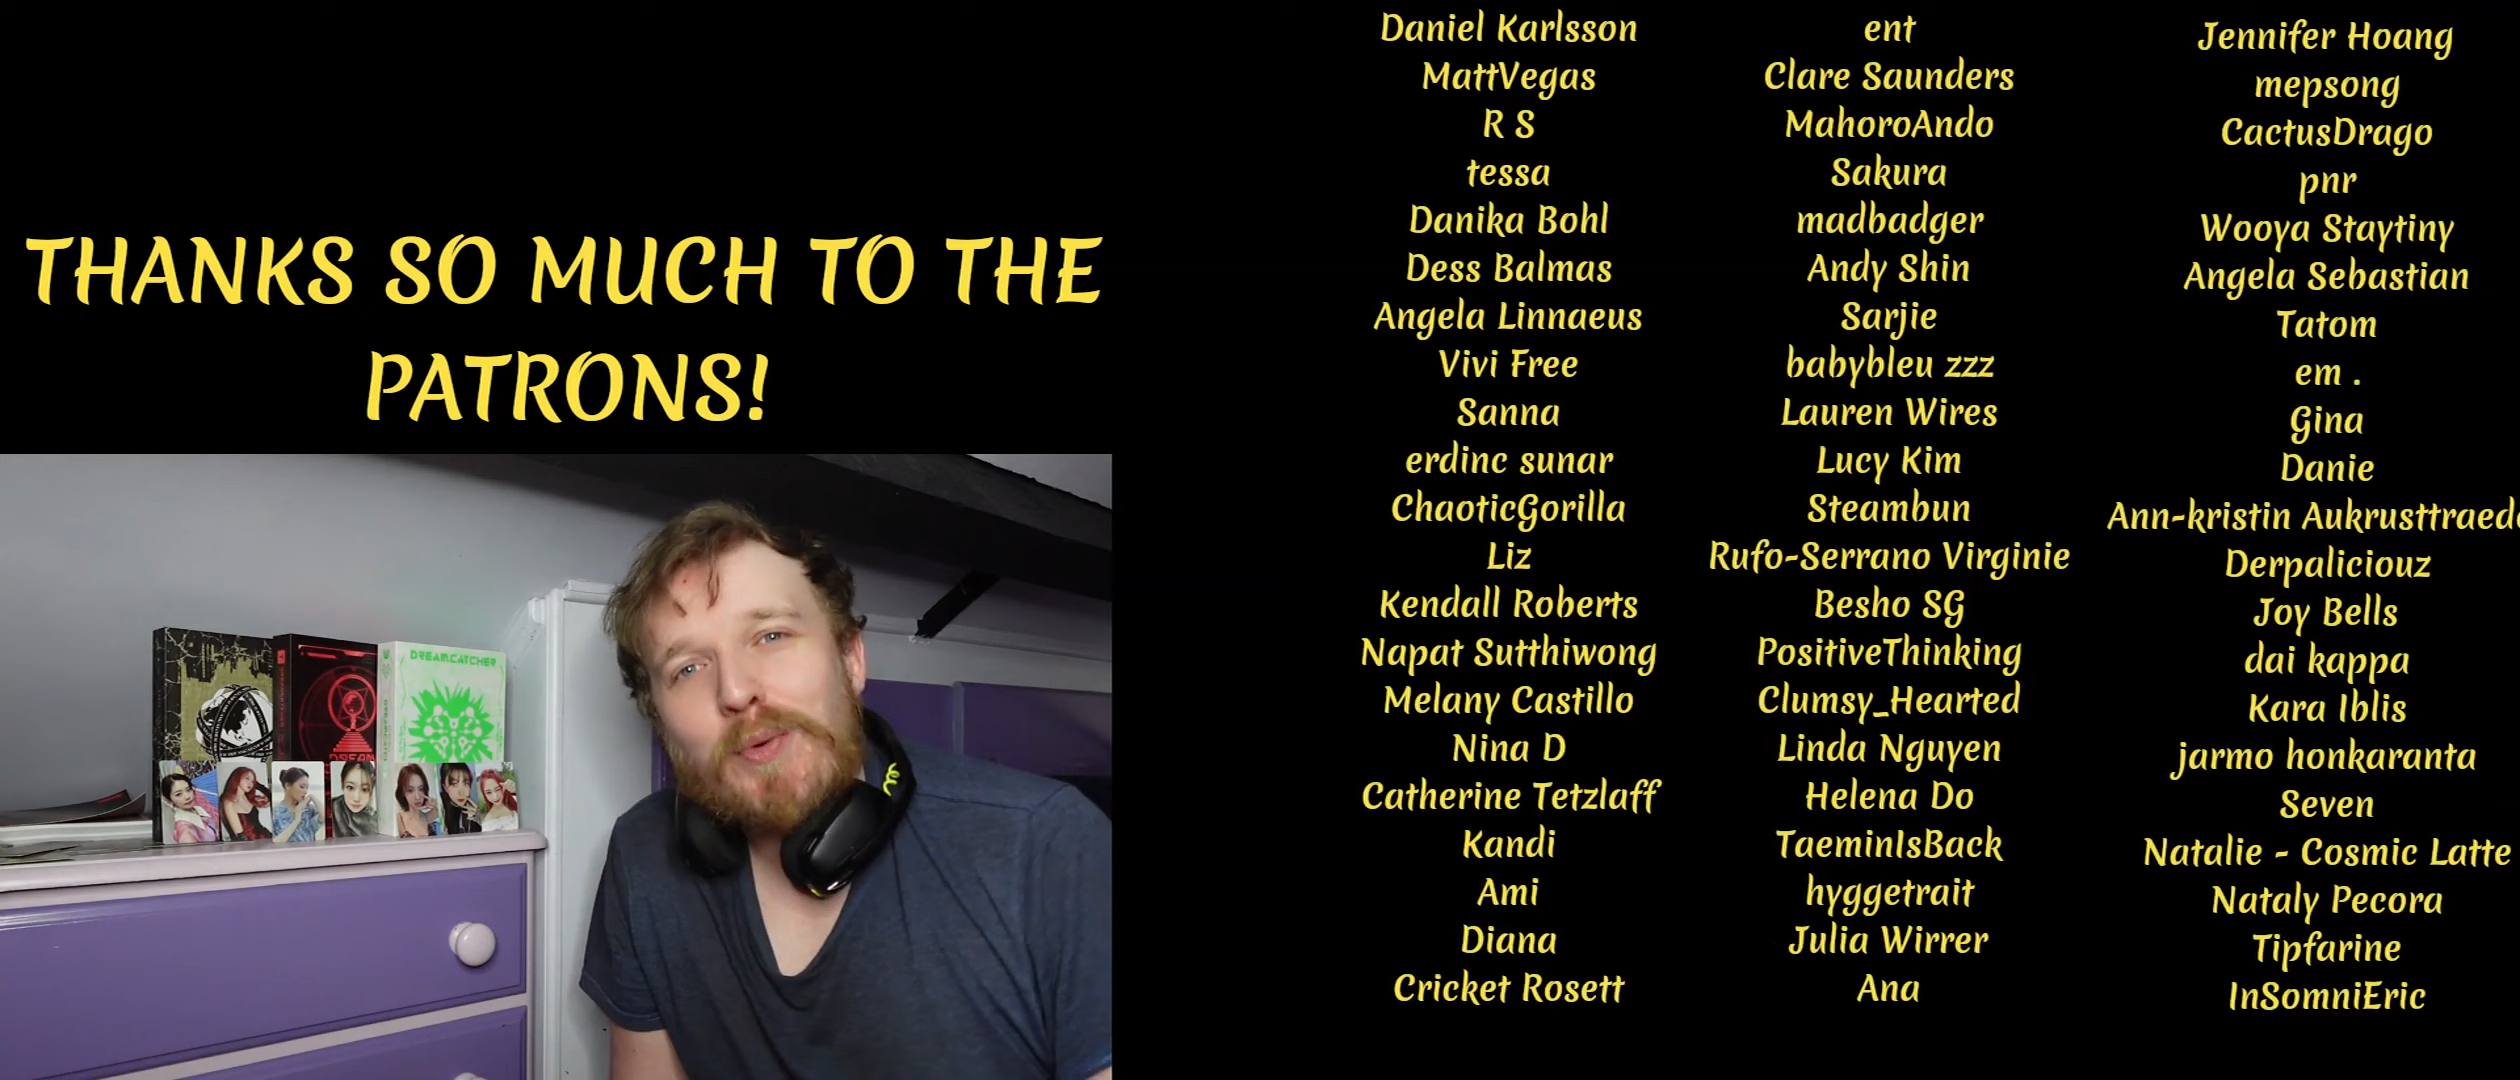 THANKS SO MUCH TO THE
PATRONS!
DREAMCATCHER
DREAM
Daniel Karlsson
MattVegas
R S
tessa
Danika Bohl
Dess Balmas
Angela Linnaeus
Vivi Free
Sanna
erdinc sunar
ChaoticGorilla
Liz
Kendall Roberts
Napat Sutthiwong
Melany Castillo
Nina D
Catherine Tetzlaff
Kandi
Ami
Diana
Cricket Rosett
ent
Clare Saunders
MahoroAndo
Sakura
madbadger
Andy Shin
Sarjie
babybleu zzz
Lauren Wires
Lucy Kim
Steambun
Rufo-Serrano Virginie
Besho SG
PositiveThinking
Clumsy_Hearted
Linda Nguyen
Helena Do
TaeminIsBack
hyggetrait
Julia Wirrer
Ana
Jennifer Hoang
mepsong
CactusDrago
pnr
Wooya Staytiny
Angela Sebastian
Tatom
em .
Gina
Danie
Ann-kristin Aukrusttraed
Derpaliciouz
Joy Bells
dai kappa
Kara Iblis
jarmo honkaranta
Seven
Natalie - Cosmic Latte
Nataly Pecora
Tipfarine
InSomniEric